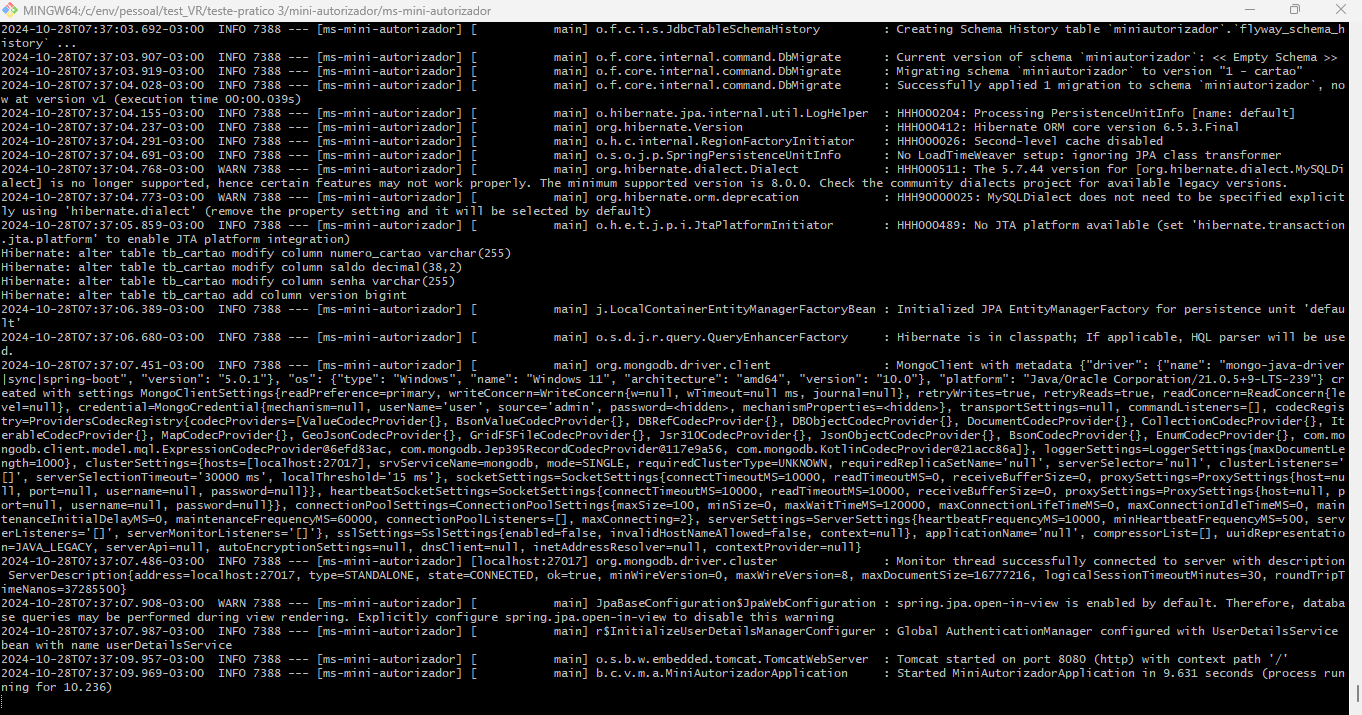 MINGW64:/c/env/pessoal/test_VR/teste-pratico 3/mini-autorizador/ms-mini-autorizador
2024-10-28T07:37:03.692-03:00  INFO 7388 --- [ms-mini-autorizador] [           main] o.f.c.i.s.JdbcTableSchemaHistory         : Creating Schema History table `miniautorizador`.`flyway_schema_h
istory` ...
2024-10-28T07:37:03.907-03:00  INFO 7388 --- [ms-mini-autorizador] [           main] o.f.core.internal.command.DbMigrate      : Current version of schema `miniautorizador`: << Empty Schema >>
2024-10-28T07:37:03.919-03:00  INFO 7388 --- [ms-mini-autorizador] [           main] o.f.core.internal.command.DbMigrate      : Migrating schema `miniautorizador` to version "1 - cartao"
2024-10-28T07:37:04.028-03:00  INFO 7388 --- [ms-mini-autorizador] [           main] o.f.core.internal.command.DbMigrate      : Successfully applied 1 migration to schema `miniautorizador`, no
w at version v1 (execution time 00:00.039s)
2024-10-28T07:37:04.155-03:00  INFO 7388 --- [ms-mini-autorizador] [           main] o.hibernate.jpa.internal.util.LogHelper  : HHH000204: Processing PersistenceUnitInfo [name: default]
2024-10-28T07:37:04.237-03:00  INFO 7388 --- [ms-mini-autorizador] [           main] org.hibernate.Version                    : HHH000412: Hibernate ORM core version 6.5.3.Final
2024-10-28T07:37:04.291-03:00  INFO 7388 --- [ms-mini-autorizador] [           main] o.h.c.internal.RegionFactoryInitiator    : HHH000026: Second-level cache disabled
2024-10-28T07:37:04.691-03:00  INFO 7388 --- [ms-mini-autorizador] [           main] o.s.o.j.p.SpringPersistenceUnitInfo      : No LoadTimeWeaver setup: ignoring JPA class transformer
2024-10-28T07:37:04.768-03:00  WARN 7388 --- [ms-mini-autorizador] [           main] org.hibernate.dialect.Dialect            : HHH000511: The 5.7.44 version for [org.hibernate.dialect.MySQLDi
alect] is no longer supported, hence certain features may not work properly. The minimum supported version is 8.0.0. Check the community dialects project for available legacy versions.
2024-10-28T07:37:04.773-03:00  WARN 7388 --- [ms-mini-autorizador] [           main] org.hibernate.orm.deprecation            : HHH90000025: MySQLDialect does not need to be specified explicit
ly using 'hibernate.dialect' (remove the property setting and it will be selected by default)
2024-10-28T07:37:05.859-03:00  INFO 7388 --- [ms-mini-autorizador] [           main] o.h.e.t.j.p.i.JtaPlatformInitiator       : HHH000489: No JTA platform available (set 'hibernate.transaction
.jta.platform' to enable JTA platform integration)
Hibernate: alter table tb_cartao modify column numero_cartao varchar(255)
Hibernate: alter table tb_cartao modify column saldo decimal(38,2)
Hibernate: alter table tb_cartao modify column senha varchar(255)
Hibernate: alter table tb_cartao add column version bigint
2024-10-28T07:37:06.389-03:00  INFO 7388 --- [ms-mini-autorizador] [           main] j.LocalContainerEntityManagerFactoryBean : Initialized JPA EntityManagerFactory for persistence unit 'defau
lt'
2024-10-28T07:37:06.680-03:00  INFO 7388 --- [ms-mini-autorizador] [           main] o.s.d.j.r.query.QueryEnhancerFactory     : Hibernate is in classpath; If applicable, HQL parser will be use
d.
2024-10-28T07:37:07.451-03:00  INFO 7388 --- [ms-mini-autorizador] [           main] org.mongodb.driver.client                : MongoClient with metadata {"driver": {"name": "mongo-java-driver
|sync|spring-boot", "version": "5.0.1"}, "os": {"type": "Windows", "name": "Windows 11", "architecture": "amd64", "version": "10.0"}, "platform": "Java/Oracle Corporation/21.0.5+9-LTS-239"} cr
eated with settings MongoClientSettings{readPreference=primary, writeConcern=WriteConcern{w=null, wTimeout=null ms, journal=null}, retryWrites=true, retryReads=true, readConcern=ReadConcern{le
vel=null}, credential=MongoCredential{mechanism=null, userName='user', source='admin', password=<hidden>, mechanismProperties=<hidden>}, transportSettings=null, commandListeners=[], codecRegis
try=ProvidersCodecRegistry{codecProviders=[ValueCodecProvider{}, BsonValueCodecProvider{}, DBRefCodecProvider{}, DBObjectCodecProvider{}, DocumentCodecProvider{}, CollectionCodecProvider{}, It
erableCodecProvider{}, MapCodecProvider{}, GeoJsonCodecProvider{}, GridFSFileCodecProvider{}, Jsr310CodecProvider{}, JsonObjectCodecProvider{}, BsonCodecProvider{}, EnumCodecProvider{}, com.mo
ngodb.client.model.mql.ExpressionCodecProvider@6efd83ac, com.mongodb.Jep395RecordCodecProvider@117e9a56, com.mongodb.KotlinCodecProvider@21acc86a]}, loggerSettings=LoggerSettings{maxDocumentLe
ngth=1000}, clusterSettings={hosts=[localhost:27017], srvServiceName=mongodb, mode=SINGLE, requiredClusterType=UNKNOWN, requiredReplicaSetName='null', serverSelector='null', clusterListeners='
[]', serverSelectionTimeout='30000 ms', localThreshold='15 ms'}, socketSettings=SocketSettings{connectTimeoutMS=10000, readTimeoutMS=0, receiveBufferSize=0, proxySettings=ProxySettings{host=nu
ll, port=null, username=null, password=null}}, heartbeatSocketSettings=SocketSettings{connectTimeoutMS=10000, readTimeoutMS=10000, receiveBufferSize=0, proxySettings=ProxySettings{host=null, p
ort=null, username=null, password=null}}, connectionPoolSettings=ConnectionPoolSettings{maxSize=100, minSize=0, maxWaitTimeMS=120000, maxConnectionLifeTimeMS=0, maxConnectionIdleTimeMS=0, main
tenanceInitialDelayMS=0, maintenanceFrequencyMS=60000, connectionPoolListeners=[], maxConnecting=2}, serverSettings=ServerSettings{heartbeatFrequencyMS=10000, minHeartbeatFrequencyMS=500, serv
erListeners='[]', serverMonitorListeners='[]'}, sslSettings=SslSettings{enabled=false, invalidHostNameAllowed=false, context=null}, applicationName='null', compressorList=[], uuidRepresentatio
n=JAVA_LEGACY, serverApi=null, autoEncryptionSettings=null, dnsClient=null, inetAddressResolver=null, contextProvider=null}
2024-10-28T07:37:07.486-03:00  INFO 7388 --- [ms-mini-autorizador] [localhost:27017] org.mongodb.driver.cluster               : Monitor thread successfully connected to server with description
 ServerDescription{address=localhost:27017, type=STANDALONE, state=CONNECTED, ok=true, minWireVersion=0, maxWireVersion=8, maxDocumentSize=16777216, logicalSessionTimeoutMinutes=30, roundTripT
imeNanos=37285500}
2024-10-28T07:37:07.908-03:00  WARN 7388 --- [ms-mini-autorizador] [           main] JpaBaseConfiguration$JpaWebConfiguration : spring.jpa.open-in-view is enabled by default. Therefore, databa
se queries may be performed during view rendering. Explicitly configure spring.jpa.open-in-view to disable this warning
2024-10-28T07:37:07.987-03:00  INFO 7388 --- [ms-mini-autorizador] [           main] r$InitializeUserDetailsManagerConfigurer : Global AuthenticationManager configured with UserDetailsService
bean with name userDetailsService
2024-10-28T07:37:09.957-03:00  INFO 7388 --- [ms-mini-autorizador] [           main] o.s.b.w.embedded.tomcat.TomcatWebServer  : Tomcat started on port 8080 (http) with context path '/'
2024-10-28T07:37:09.969-03:00  INFO 7388 --- [ms-mini-autorizador] [           main] b.c.v.m.a.MiniAutorizadorApplication     : Started MiniAutorizadorApplication in 9.631 seconds (process run
ning for 10.236)